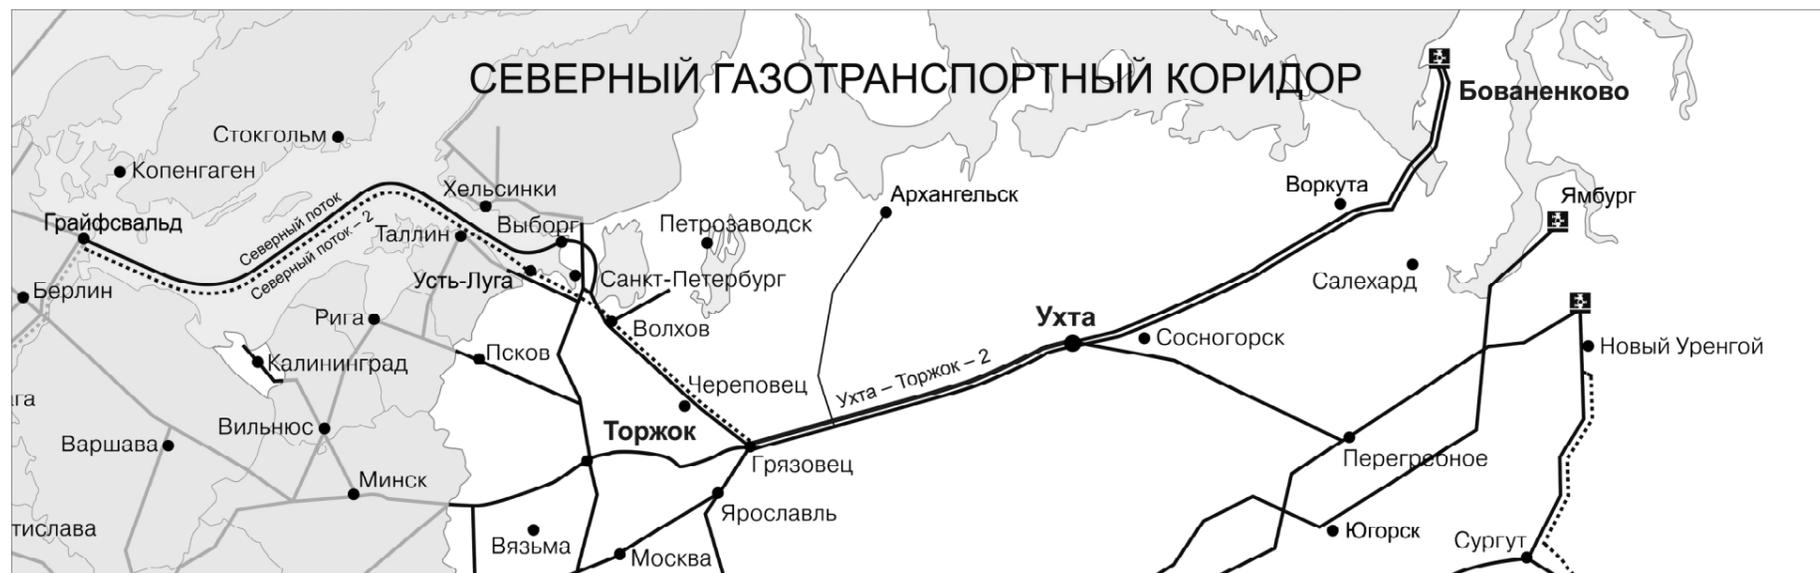 СЕВЕРНЫЙ ГАЗОТРАНСПОРТНЫЙ КОРИДОР
Бованенково
Стокгольм
Копенгаген
Хельсинки
Архангельск
Воркута
Ямбург
Грайфсвальд
Северный поток
Северный поток – 2
Таллин
Выборг
Петрозаводск
Усть-Луга
Санкт-Петербург
Салехард
Берлин
Рига
Волхов
Ухта
Сосногорск
Новый Уренгой
Калининград
Псков
Череповец
Ухта – Торжок – 2
ага
Вильнюс
Торжок
Варшава
Грязовец
Перегребное
Минск
Ярославль
тислава
Вязьма
Москва
Югорск
Сургут